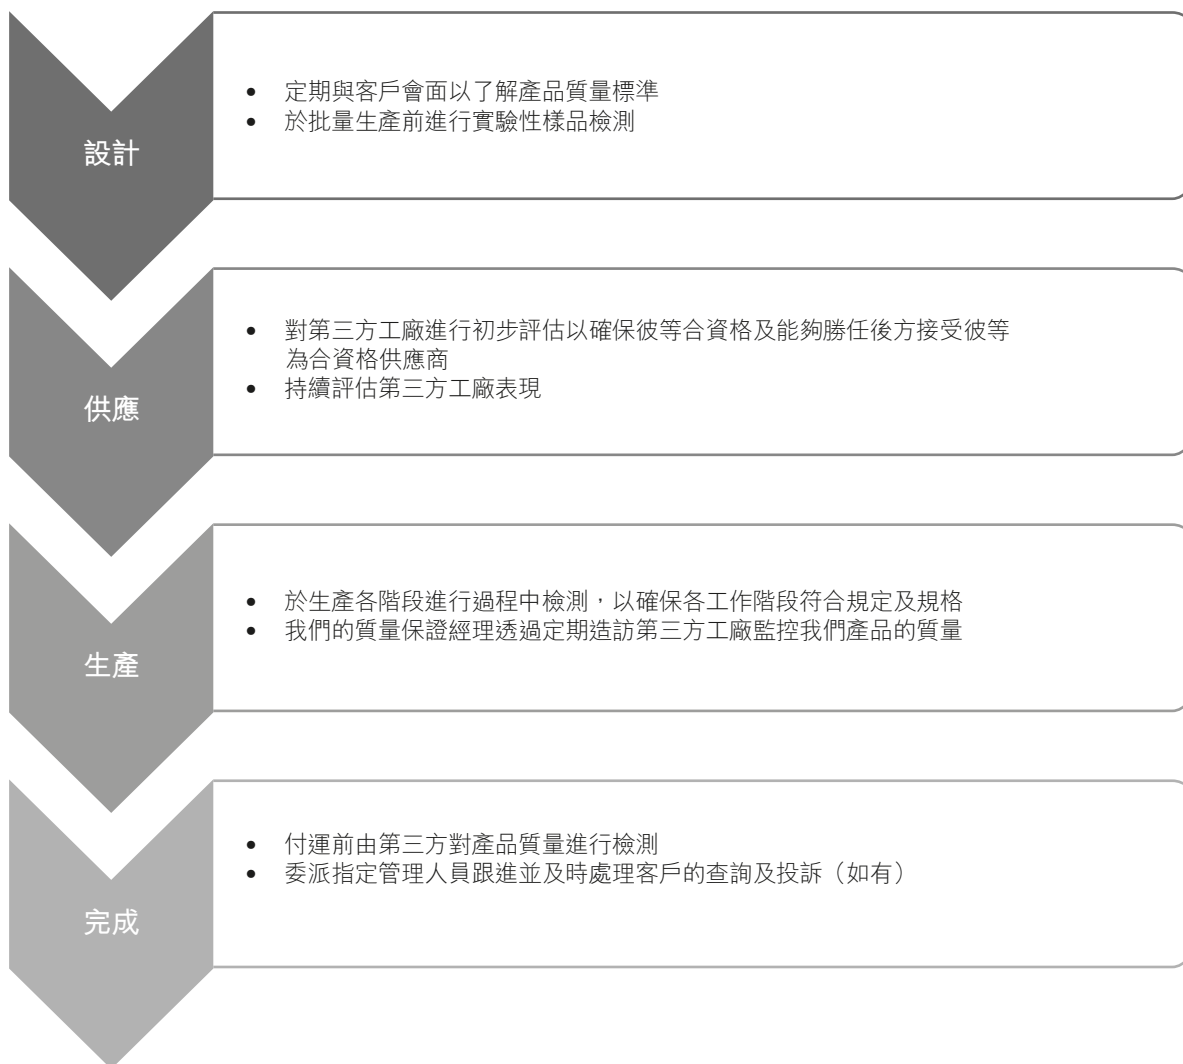 設計
• 定期與客戶會面以了解產品質量標準
• 於批量生產前進行實驗性樣品檢測
供應
• 對第三方工廠進行初步評估以確保彼等合資格及能夠勝任後方接受彼等
為合資格供應商
• 持續評估第三方工廠表現
生產
• 於生產各階段進行過程中檢測，以確保各工作階段符合規定及規格
• 我們的質量保證經理透過定期造訪第三方工廠監控我們產品的質量
完成
• 付運前由第三方對產品質量進行檢測
• 委派指定管理人員跟進並及時處理客戶的查詢及投訴（如有）